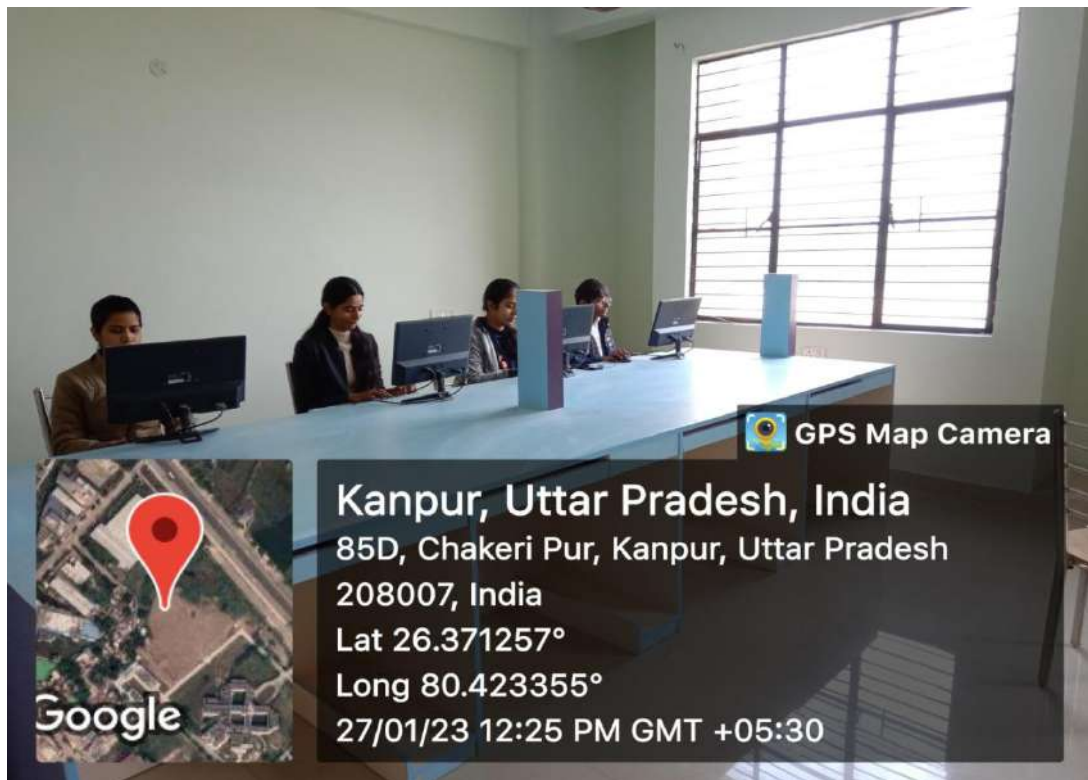 GPS Map Camera
Kanpur, Uttar Pradesh, India
85D, Chakeri Pur, Kanpur, Uttar Pradesh
208007, India
Lat 26.371257°
Long 80.423355°
27/01/23 12:25 PM GMT +05:30
Google